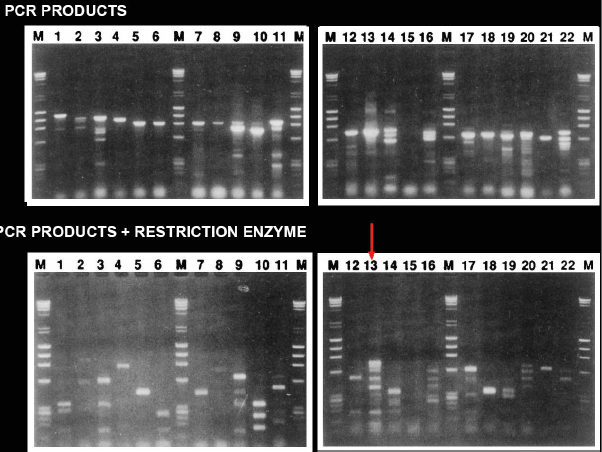 PCR PRODUCTS
M 1 2 3 4 5 6 M 7 8 9 10 11 M
M 12 13 14 15 16 M 17 18 19 20 21 22 M
PCR PRODUCTS + RESTRICTION ENZYME
M 1 2 3 4 5 6 M 7 8 9 10 11 M
M 12 13 14 15 16 M 17 18 19 20 21 22 M